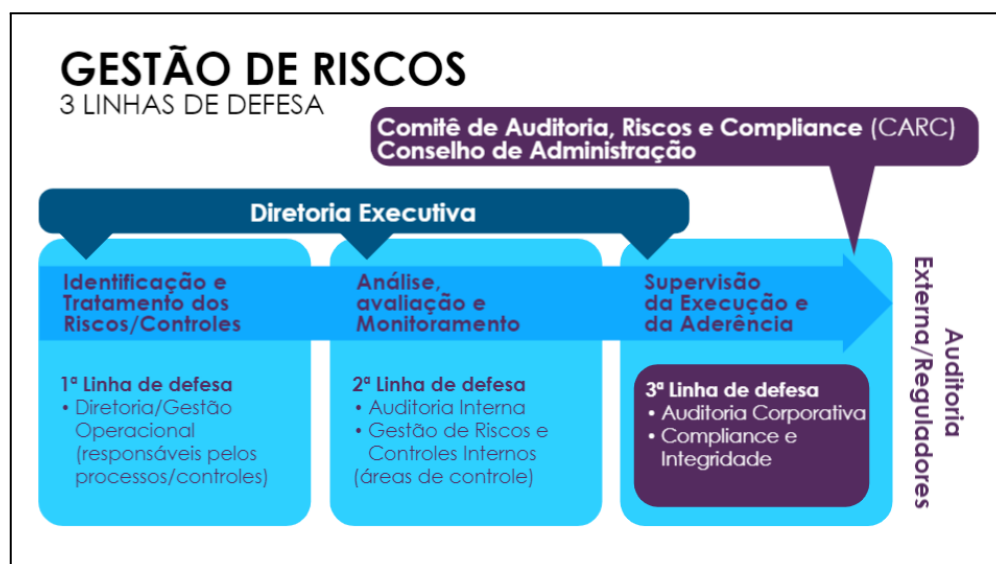 GESTÃO DE RISCOS
3 LINHAS DE DEFESA
Comitê de Auditoria, Riscos e Compliance (CARC)
Conselho de Administração
Diretoria Executiva
Identificação e
Tratamento dos
Riscos/Controles
Análise,
avaliação e
Monitoramento
Supervisão
da Execução e
da Aderência
1ª Linha de defesa
• Diretoria/Gestão
Operacional
(responsáveis pelos
processos/controles)
2ª Linha de defesa
• Auditoria Interna
• Gestão de Riscos e
Controles Internos
(áreas de controle)
3ª Linha de defesa
• Auditoria Corporativa
• Compliance e
Integridade
Auditoria
Externa/Reguladores